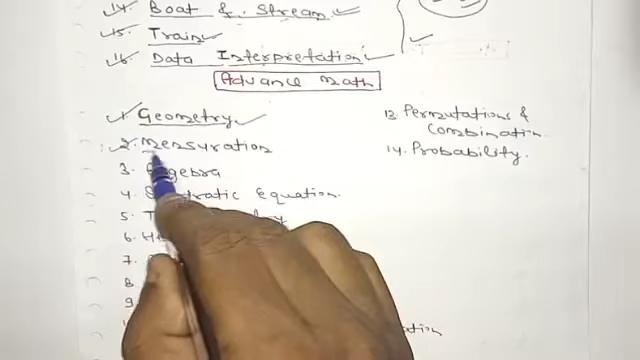 14. Boat & Stream
15. Train
16. Data Interpretation
Advance math
1. Geometry
2. Mensuration
3. Algebra
4. Quadratic Equation
5.
6.
7.
8
9
13. Permutations &
Combination
14. Probability